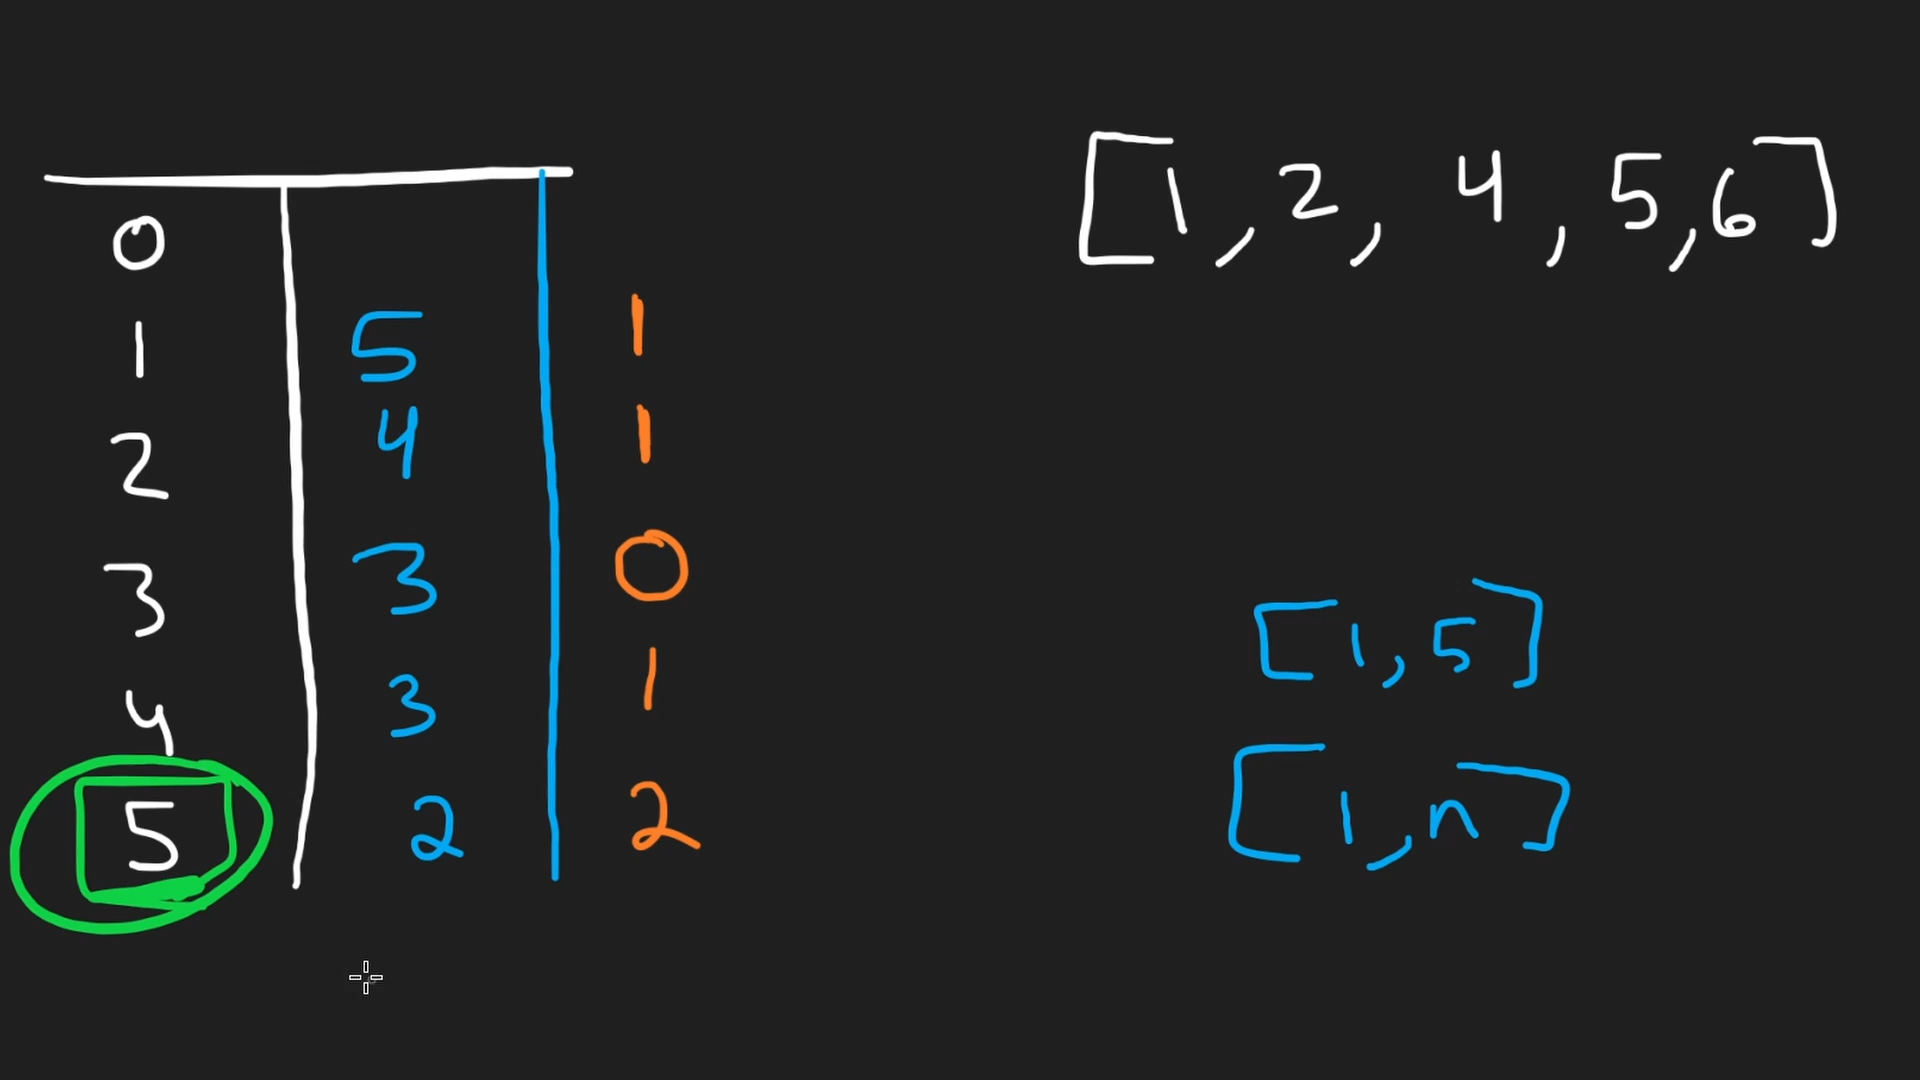 [1, 2, 4, 5, 6]
0
1 5 1
2 4 1
3 3 0
4 3 1
5 2 2
[1, 5]
[1, n]